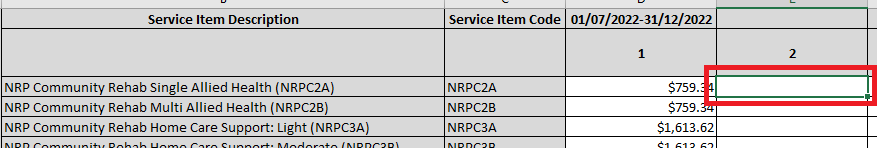 Service Item Description Service Item Code 01/07/2022-31/12/2022
1 2
NRP Community Rehab Single Allied Health (NRPC2A) NRPC2A $759.34
NRP Community Rehab Multi Allied Health (NRPC2B) NRPC2B $759.34
NRP Community Rehab Home Care Support: Light (NRPC3A) NRPC3A $1,613.62
NRP Community Rehab Home Care Support: Moderate (NRPC3B) NRPC3B $1,613.62